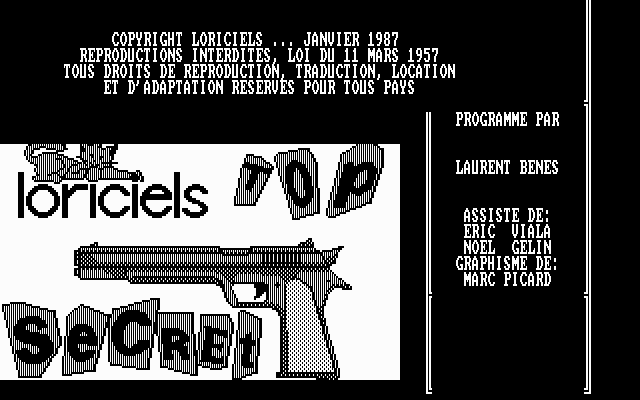 COPYRIGHT LORICIELS ... JANVIER 1987
REPRODUCTIONS INTERDITES, LOI DU 11 MARS 1957
TOUS DROITS DE REPRODUCTION, TRADUCTION, LOCATION
ET D'ADAPTATION RESERVES POUR TOUS PAYS
PROGRAMME PAR
LAURENT BENES
ASSISTE DE:
ERIC VIALA
NOEL GELIN
GRAPHISME DE:
MARC PICARD
loriciels
TOP
SeCREt